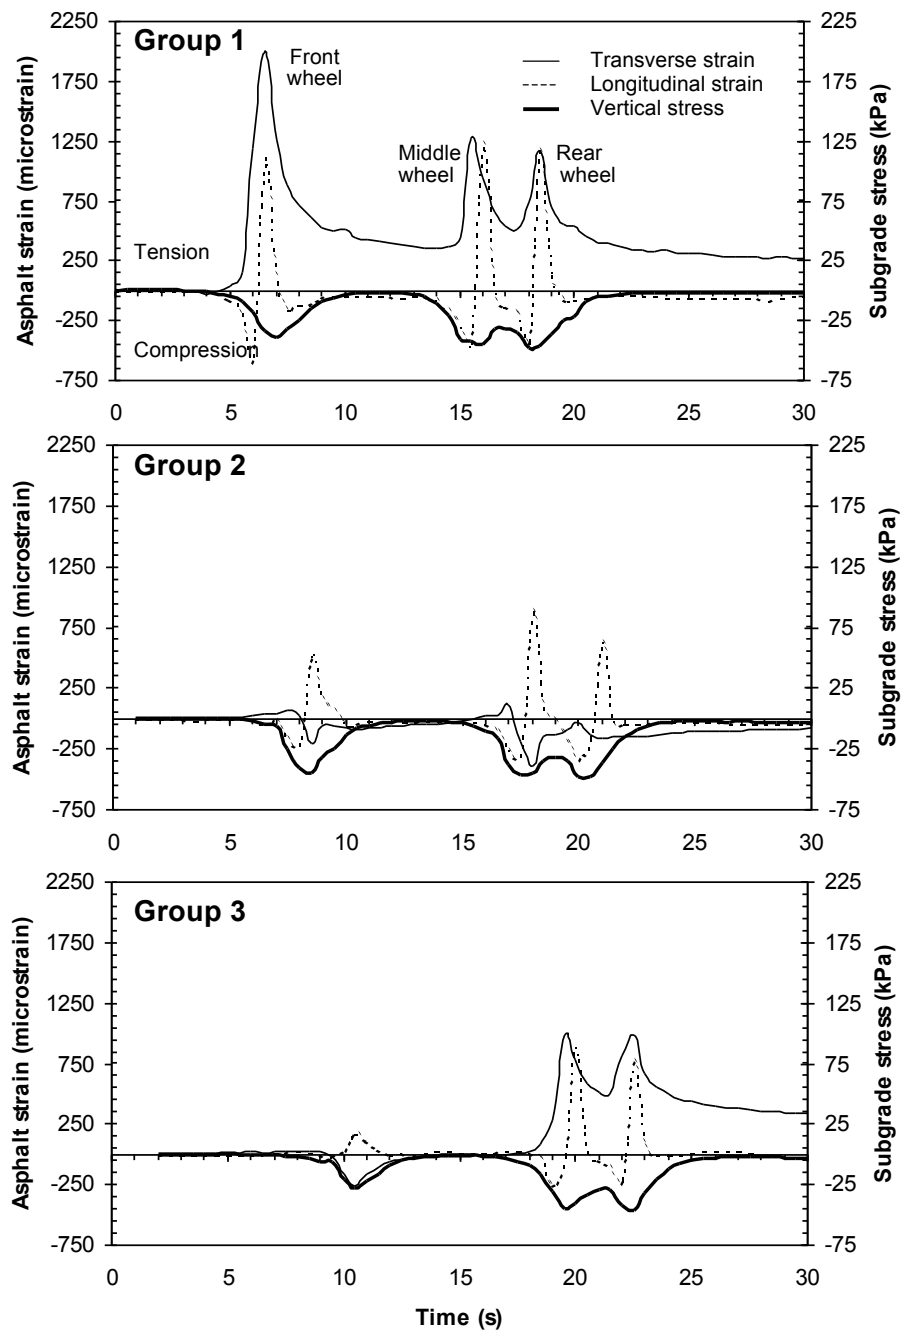 Group 1
Front
wheel
Middle
wheel
Rear
wheel
Transverse strain
Longitudinal strain
Vertical stress
Tension
Compression
Asphalt strain (microstrain)
2250
1750
1250
750
250
-250
-750
Subgrade stress (kPa)
225
175
125
75
25
-25
-75
0 5 10 15 20 25 30
Group 2
Asphalt strain (microstrain)
2250
1750
1250
750
250
-250
-750
Subgrade stress (kPa)
225
175
125
75
25
-25
-75
0 5 10 15 20 25 30
Group 3
Asphalt strain (microstrain)
2250
1750
1250
750
250
-250
-750
Subgrade stress (kPa)
225
175
125
75
25
-25
-75
0 5 10 15 20 25 30
Time (s)